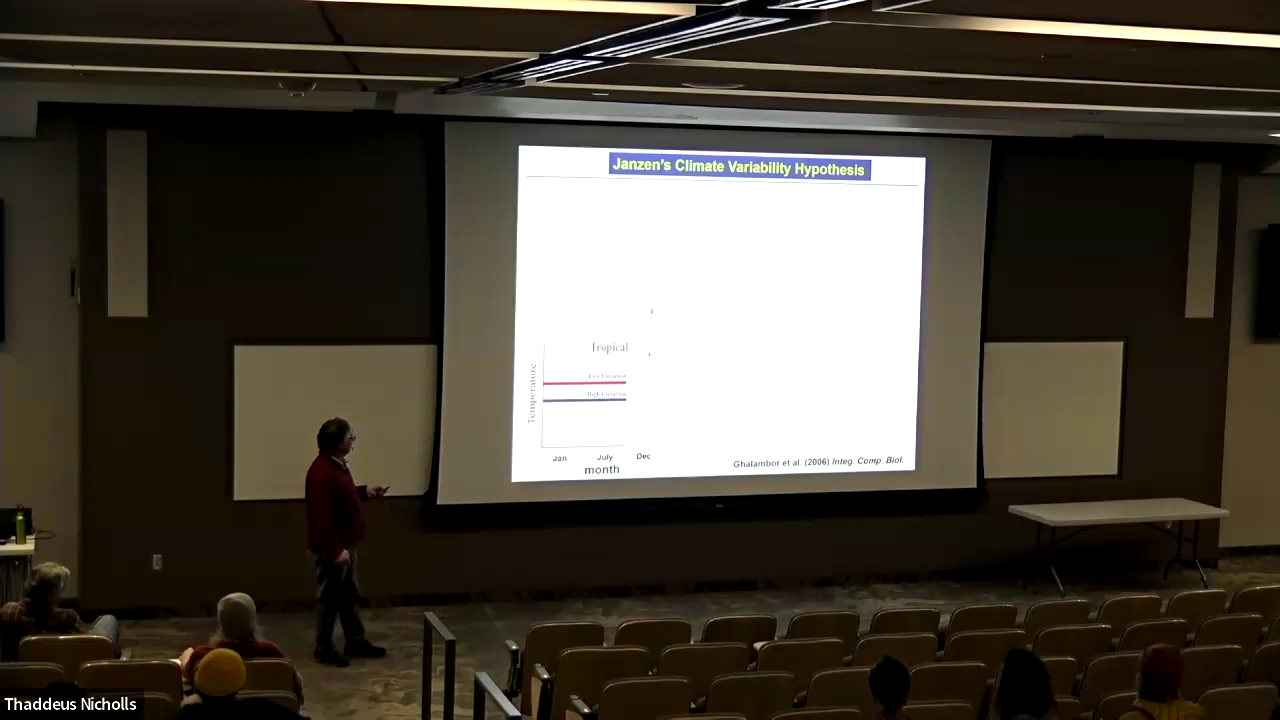 Janzen's Climate Variability Hypothesis
Tropical
Low Elevation
High Elevation
Temperature
Jan July Dec
month
Ghalambor et al. (2006) Integ. Comp. Biol.
Thaddeus Nicholls